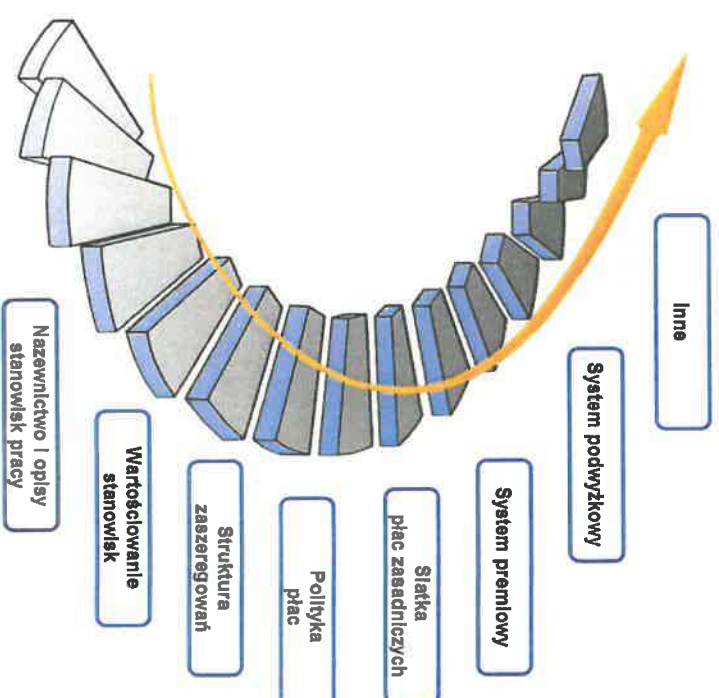 Inne
System podwyżkowy
System premiowy
Siatka
płac zasadniczych
Polityka
płac
Struktura
zaszeregowań
Wartościowanie
stanowisk
Nazewnictwo i opisy
stanowisk pracy